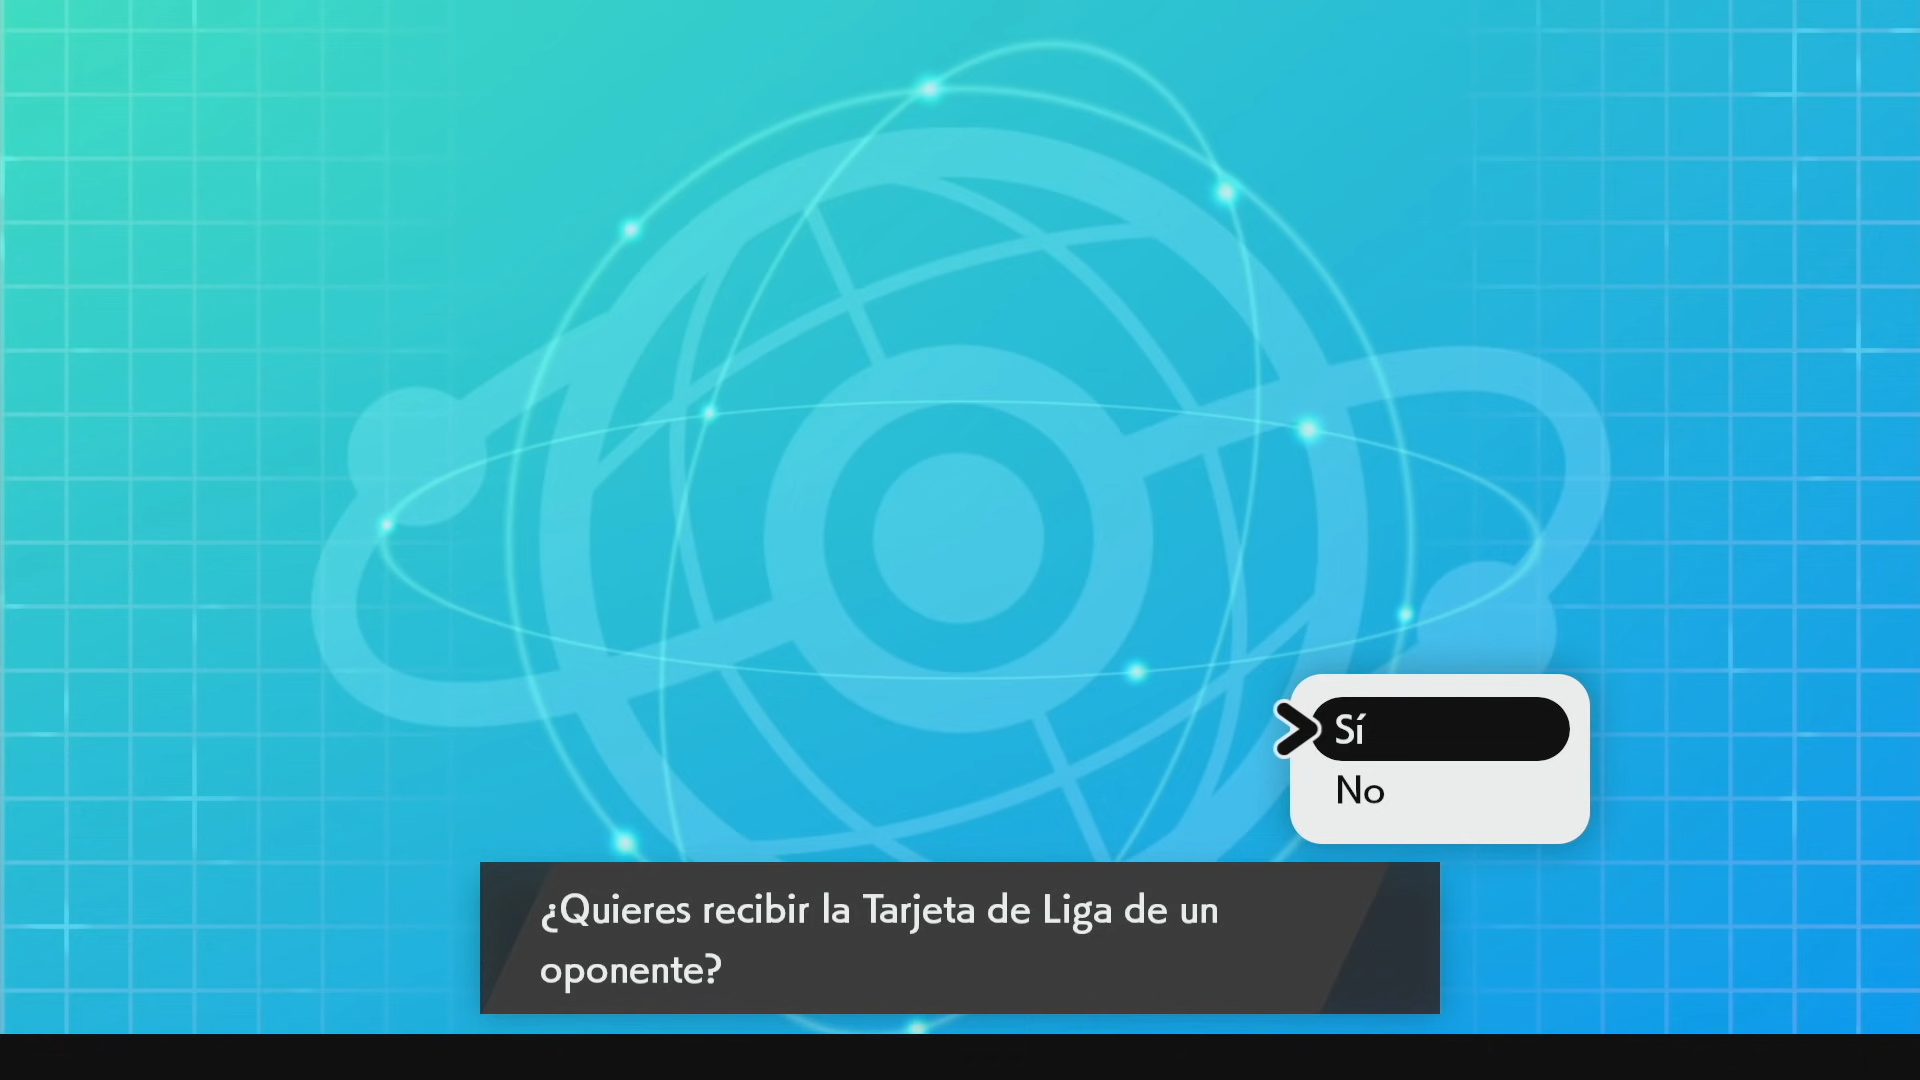 Sí
No
¿Quieres recibir la Tarjeta de Liga de un
oponente?